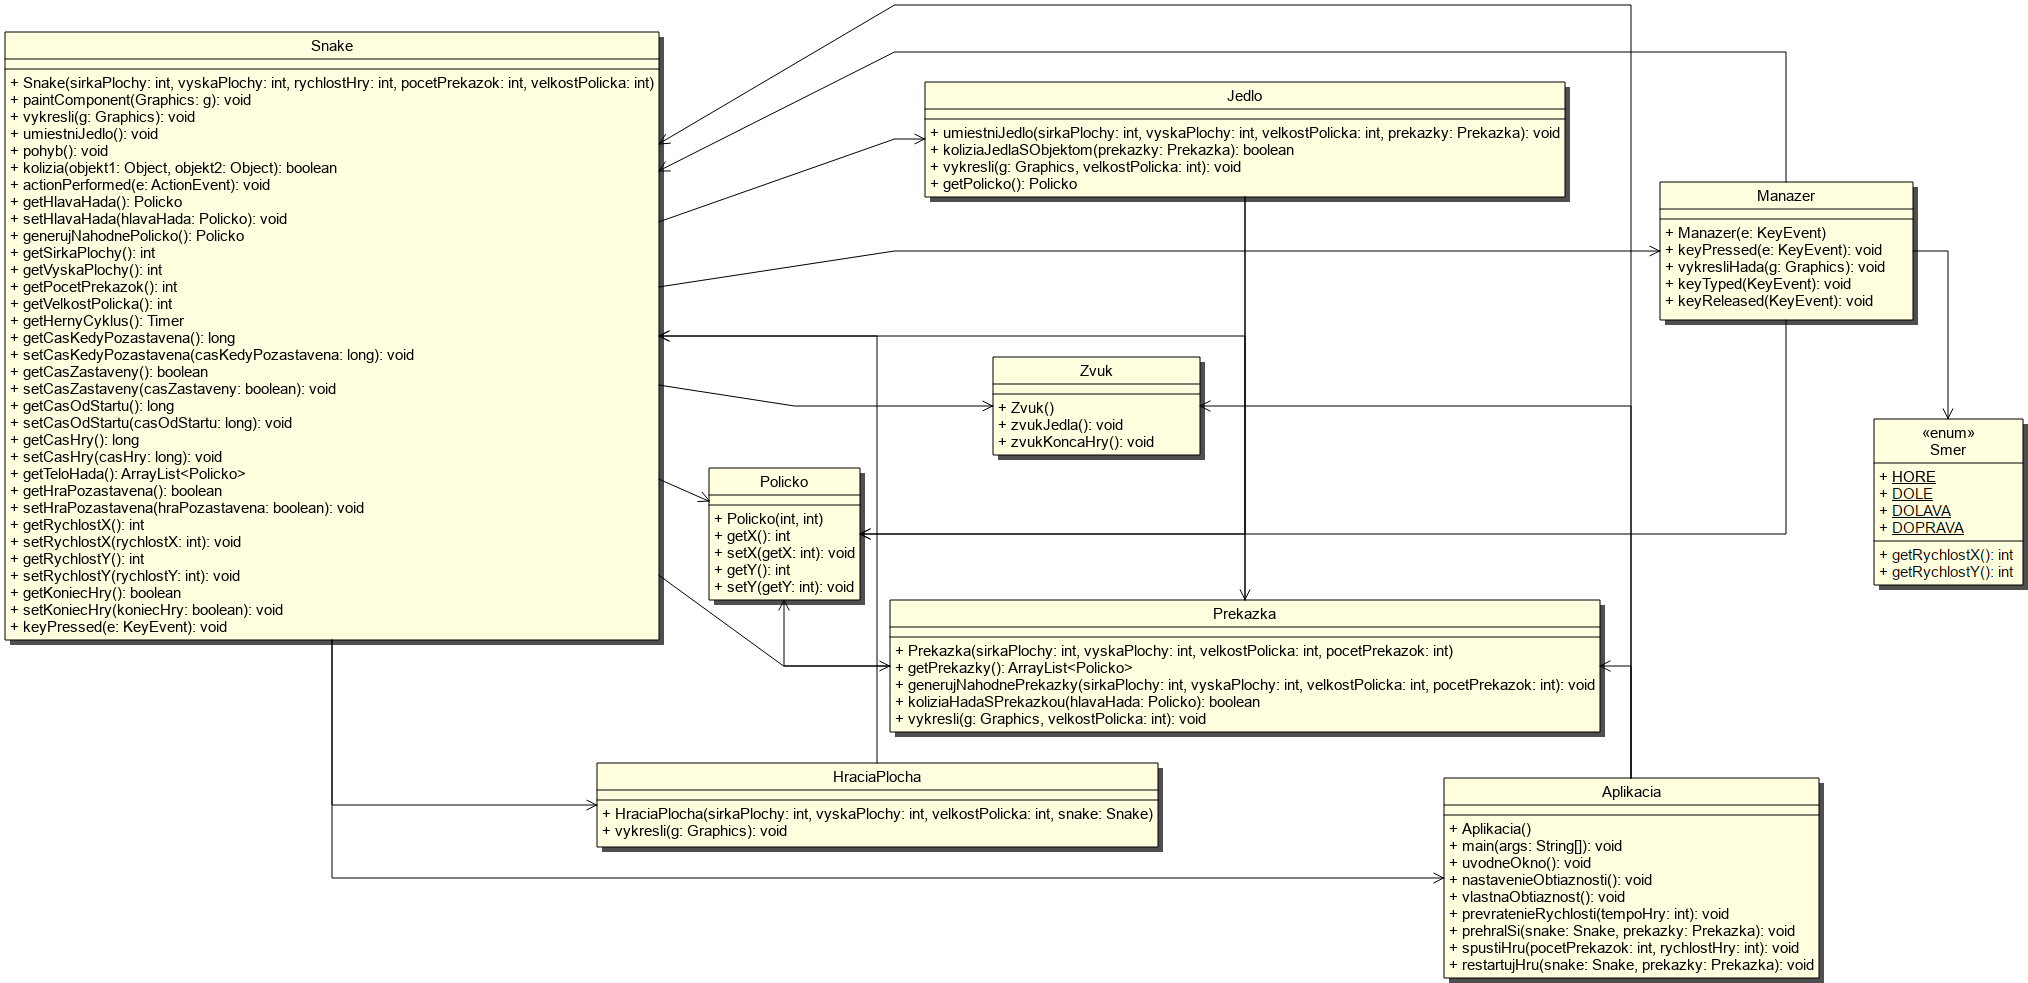 Snake
+ Snake(sirkaPlochy: int, vyskaPlochy: int, rychlostHry: int, pocetPrekazok: int, velkostPolicka: int)
+ paintComponent(Graphics: g): void
+ vykresli(g: Graphics): void
+ umiestniJedlo(): void
+ pohyb(): void
+ kolizia(objekt1: Object, objekt2: Object): boolean
+ actionPerformed(e: ActionEvent): void
+ getHlavaHada(): Policko
+ setHlavaHada(hlavaHada: Policko): void
+ generujNahodnePolicko(): Policko
+ getSirkaPlochy(): int
+ getVyskaPlochy(): int
+ getPocetPrekazok(): int
+ getVelkostPolicka(): int
+ getHernyCyklus(): Timer
+ getCasKedyPozastavena(): long
+ setCasKedyPozastavena(casKedyPozastavena: long): void
+ getCasZastaveny(): boolean
+ setCasZastaveny(casZastaveny: boolean): void
+ getCasOdStartu(): long
+ setCasOdStartu(casOdStartu: long): void
+ getCasHry(): long
+ setCasHry(casHry: long): void
+ getTeloHada(): ArrayList<Policko>
+ getHraPozastavena(): boolean
+ setHraPozastavena(hraPozastavena: boolean): void
+ getRychlostX(): int
+ setRychlostX(rychlostX: int): void
+ getRychlostY(): int
+ setRychlostY(rychlostY: int): void
+ getKoniecHry(): boolean
+ setKoniecHry(koniecHry: boolean): void
+ keyPressed(e: KeyEvent): void
Jedlo
+ umiestniJedlo(sirkaPlochy: int, vyskaPlochy: int, velkostPolicka: int, prekazky: Prekazka): void
+ koliziaJedlaSObjektom(prekazky: Prekazka): boolean
+ vykresli(g: Graphics, velkostPolicka: int): void
+ getPolicko(): Policko
Manazer
+ Manazer(e: KeyEvent)
+ keyPressed(e: KeyEvent): void
+ vykresliHada(g: Graphics): void
+ keyTyped(KeyEvent): void
+ keyReleased(KeyEvent): void
Zvuk
+ Zvuk()
+ zvukJedla(): void
+ zvukKoncaHry(): void
«enum»
Smer
+ HORE
+ DOLE
+ DOLAVA
+ DOPRAVA
+ getRychlostX(): int
+ getRychlostY(): int
Policko
+ Policko(int, int)
+ getX(): int
+ setX(getX: int): void
+ getY(): int
+ setY(getY: int): void
Prekazka
+ Prekazka(sirkaPlochy: int, vyskaPlochy: int, velkostPolicka: int, pocetPrekazok: int)
+ getPrekazky(): ArrayList<Policko>
+ generujNahodnePrekazky(sirkaPlochy: int, vyskaPlochy: int, velkostPolicka: int, pocetPrekazok: int): void
+ koliziaHadaSPrekazkou(hlavaHada: Policko): boolean
+ vykresli(g: Graphics, velkostPolicka: int): void
HraciaPlocha
+ HraciaPlocha(sirkaPlochy: int, vyskaPlochy: int, velkostPolicka: int, snake: Snake)
+ vykresli(g: Graphics): void
Aplikacia
+ Aplikacia()
+ main(args: String[]): void
+ uvodneOkno(): void
+ nastavenieObtiaznosti(): void
+ vlastnaObtiaznost(): void
+ prevratenieRychlosti(tempoHry: int): void
+ prehralSi(snake: Snake, prekazky: Prekazka): void
+ spustiHru(pocetPrekazok: int, rychlostHry: int): void
+ restartujHru(snake: Snake, prekazky: Prekazka): void